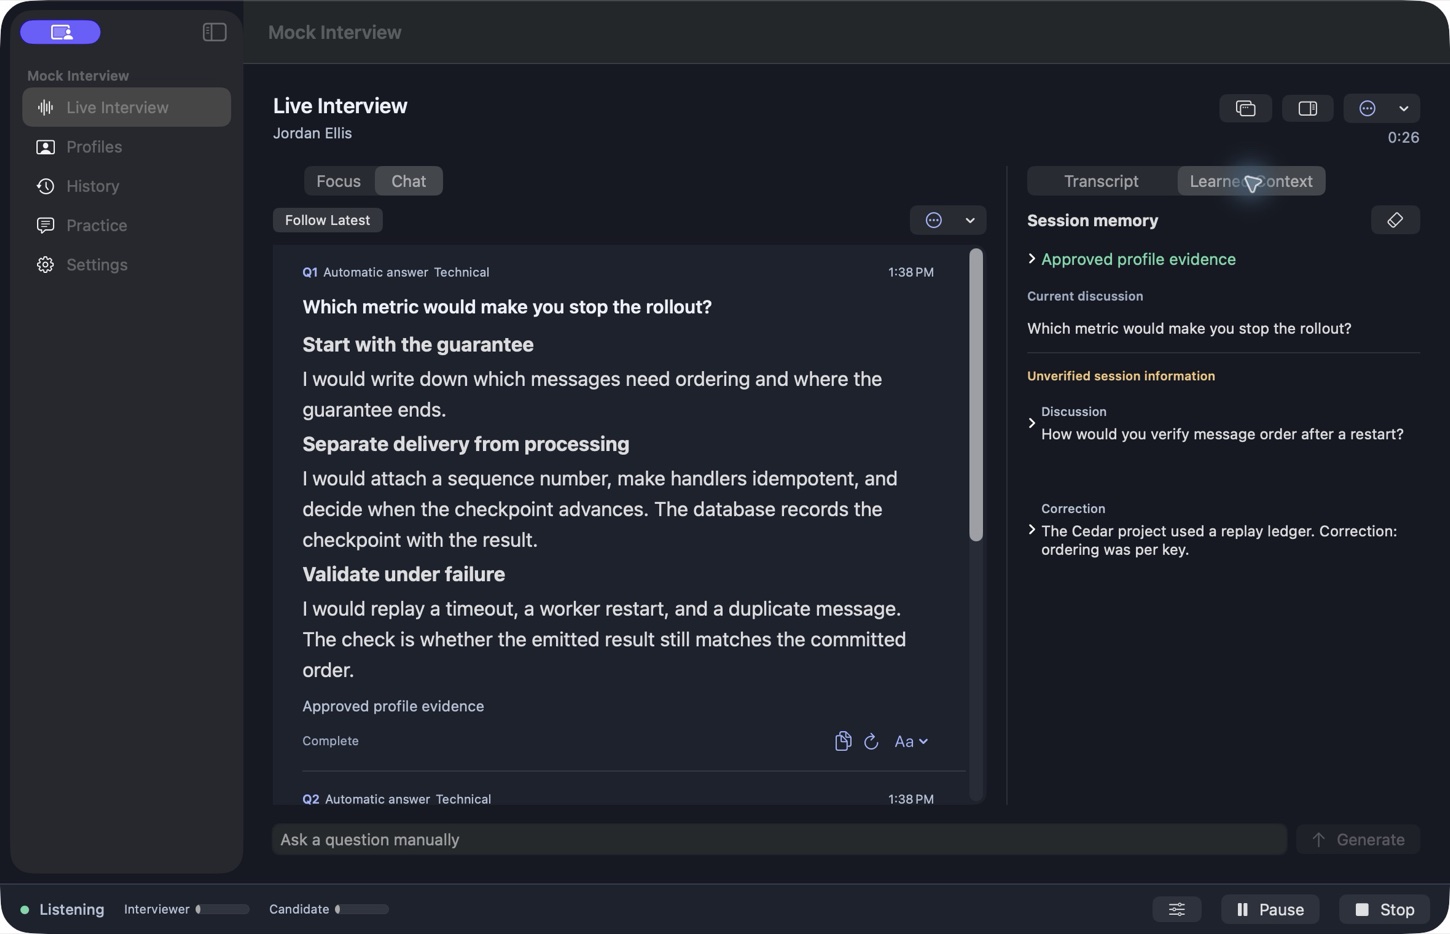 Mock Interview
Mock Interview
Live Interview
Profiles
History
Practice
Settings
Live Interview
Jordan Ellis
0:26
Focus
Chat
Follow Latest
Q1 Automatic answer Technical
1:38 PM
Which metric would make you stop the rollout?
Start with the guarantee
I would write down which messages need ordering and where the
guarantee ends.
Separate delivery from processing
I would attach a sequence number, make handlers idempotent, and
decide when the checkpoint advances. The database records the
checkpoint with the result.
Validate under failure
I would replay a timeout, a worker restart, and a duplicate message.
The check is whether the emitted result still matches the committed
order.
Approved profile evidence
Complete
Aa
Q2 Automatic answer Technical
1:38 PM
Transcript
Learned Context
Session memory
Approved profile evidence
Current discussion
Which metric would make you stop the rollout?
Unverified session information
Discussion
How would you verify message order after a restart?
Correction
The Cedar project used a replay ledger. Correction:
ordering was per key.
Ask a question manually
Generate
Listening
Interviewer
Candidate
Pause
Stop